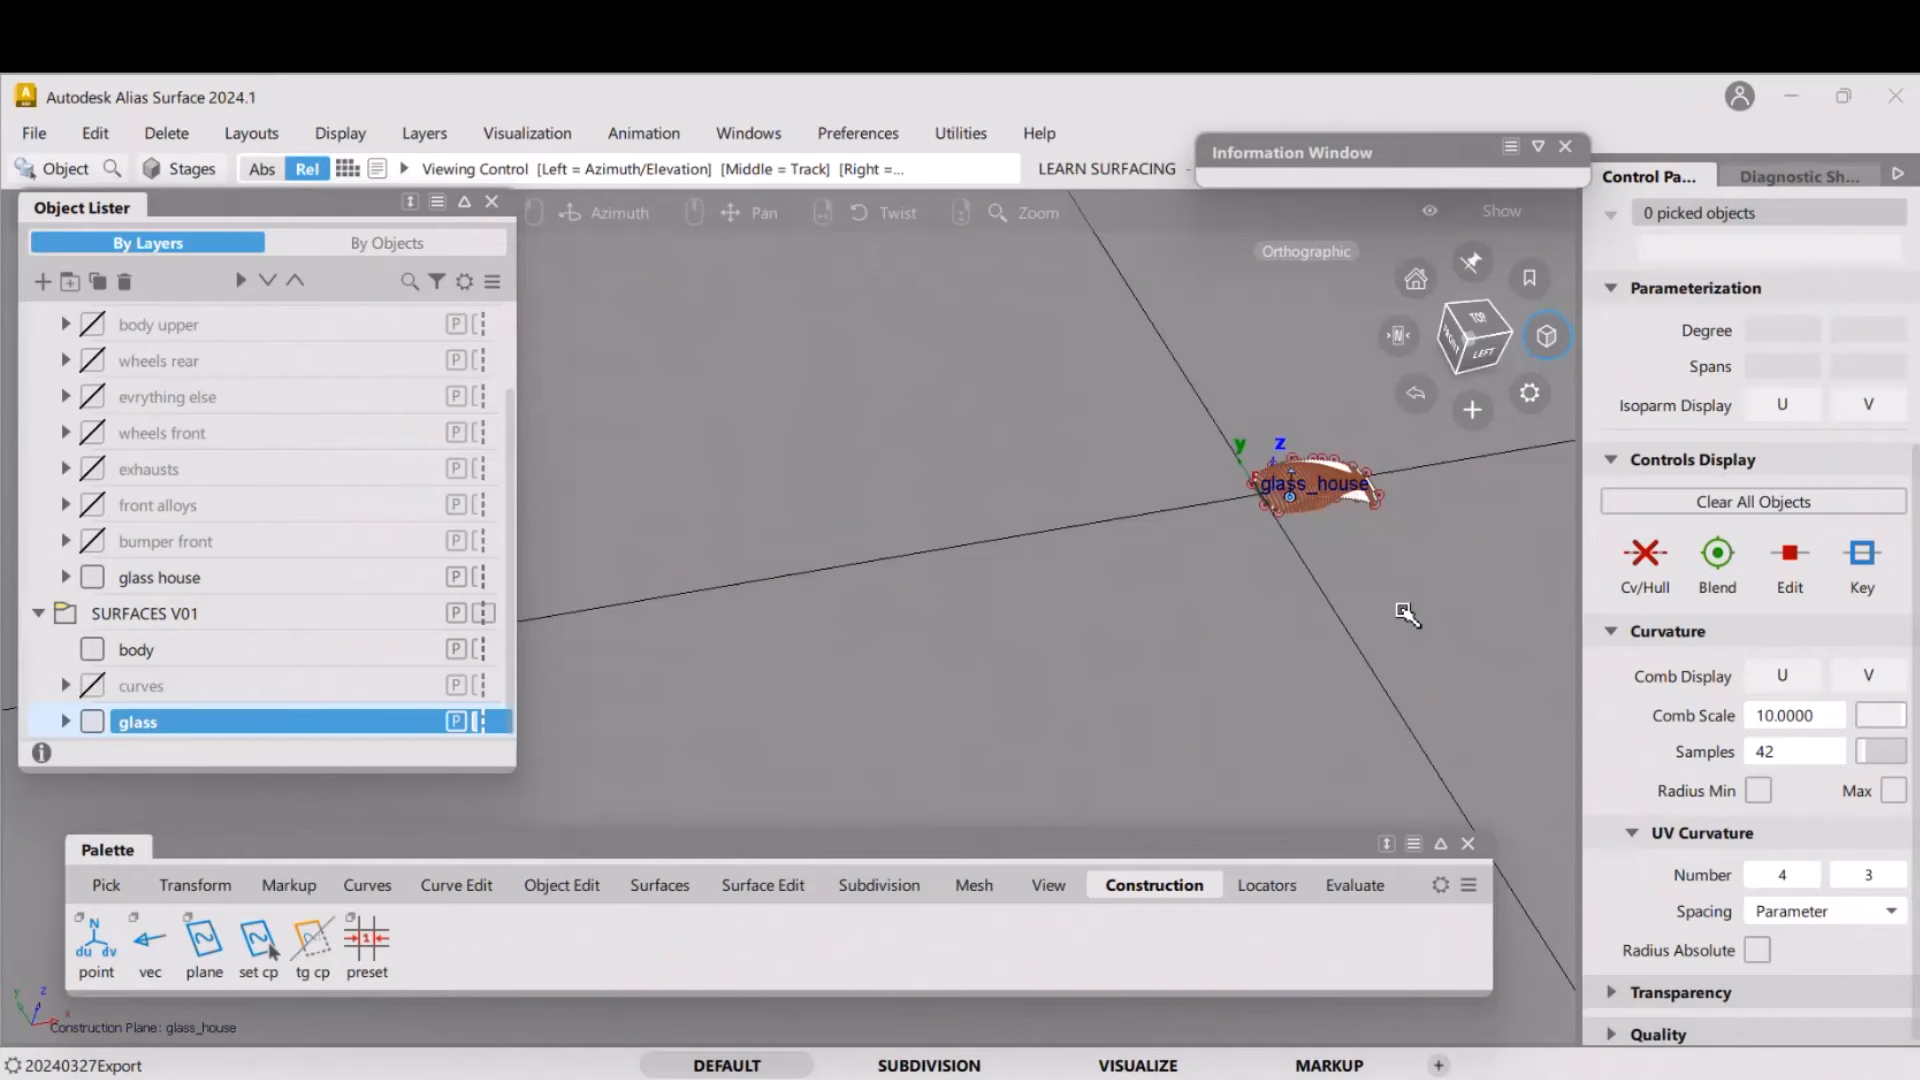 Autodesk Alias Surface 2024.1
File Edit Delete Layouts Display Layers Visualization Animation Windows Preferences Utilities Help
Object Stages Abs Rel Viewing Control [Left = Azimuth/Elevation] [Middle = Track] [Right =... LEARN SURFACING -
Information Window
Control Pa... Diagnostic Sh...
Object Lister
Azimuth Pan Twist Zoom
Show
0 picked objects
By Layers By Objects
Orthographic
Parameterization
TOP
FRONT
LEFT
N
Degree
Spans
Isoparm Display U V
body upper P
wheels rear P
evrything else P
wheels front P
exhausts P
front alloys P
bumper front P
glass house P
SURFACES V01 P
body P
curves P
glass P
y z
glass_house
Controls Display
Clear All Objects
Cv/Hull Blend Edit Key
Curvature
Comb Display U V
Comb Scale 10.0000
Samples 42
Radius Min Max
UV Curvature
Number 4 3
Spacing Parameter
Radius Absolute
Transparency
Quality
Palette
Pick Transform Markup Curves Curve Edit Object Edit Surfaces Surface Edit Subdivision Mesh View Construction Locators Evaluate
N
du dv
1
point vec plane set cp tg cp preset
y z
x
Construction Plane: glass_house
20240327Export
DEFAULT SUBDIVISION VISUALIZE MARKUP +